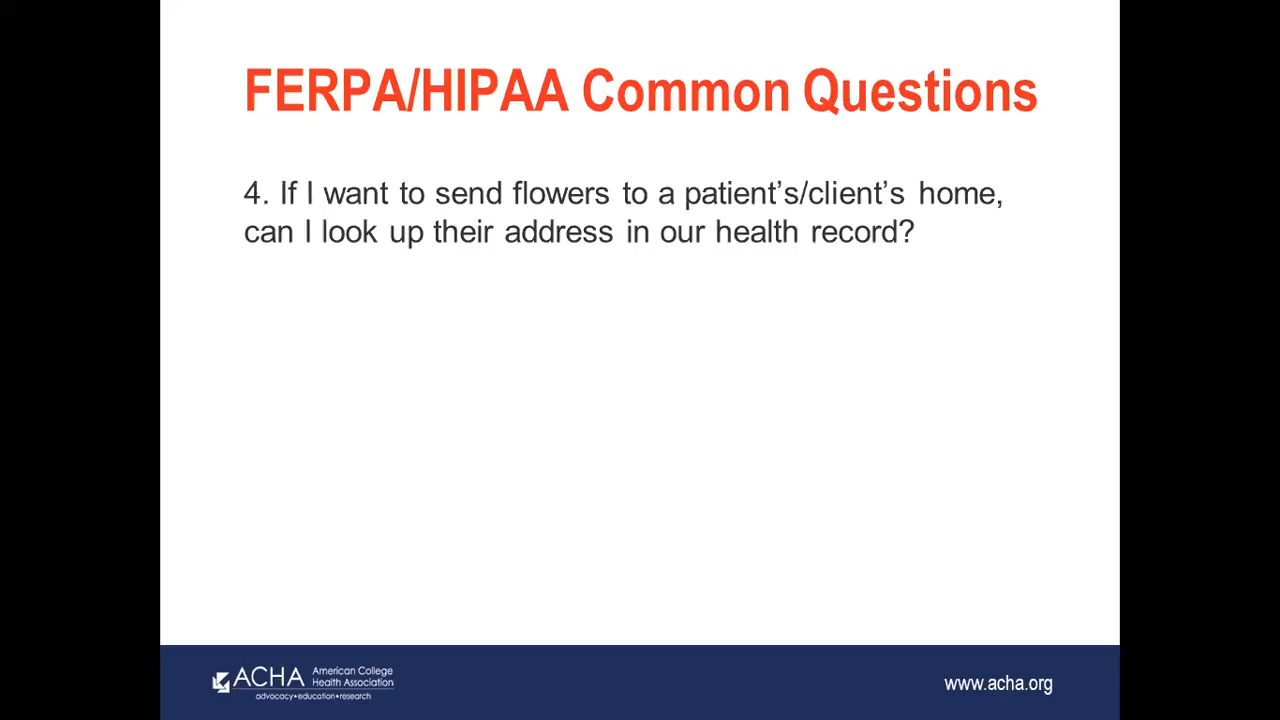 FERPA/HIPAA Common Questions
4. If I want to send flowers to a patient’s/client’s home,
can I look up their address in our health record?
ACHA
American College
Health Association
advocacy•education•research
www.acha.org